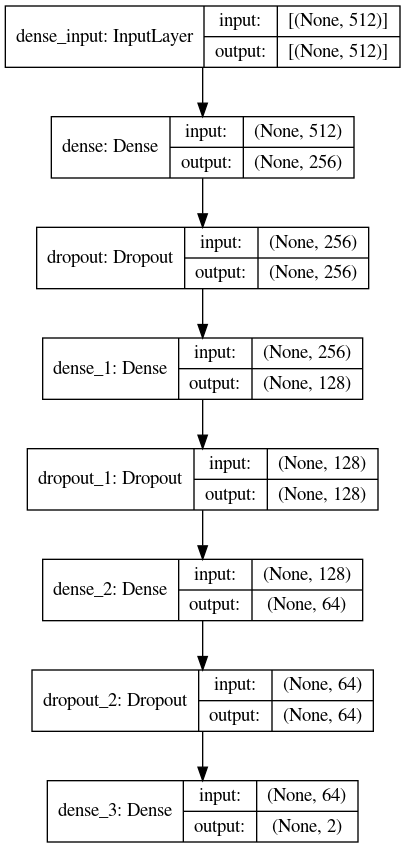 dense_input: InputLayer
input: [(None, 512)]
output: [(None, 512)]
dense: Dense
input: (None, 512)
output: (None, 256)
dropout: Dropout
input: (None, 256)
output: (None, 256)
dense_1: Dense
input: (None, 256)
output: (None, 128)
dropout_1: Dropout
input: (None, 128)
output: (None, 128)
dense_2: Dense
input: (None, 128)
output: (None, 64)
dropout_2: Dropout
input: (None, 64)
output: (None, 64)
dense_3: Dense
input: (None, 64)
output: (None, 2)